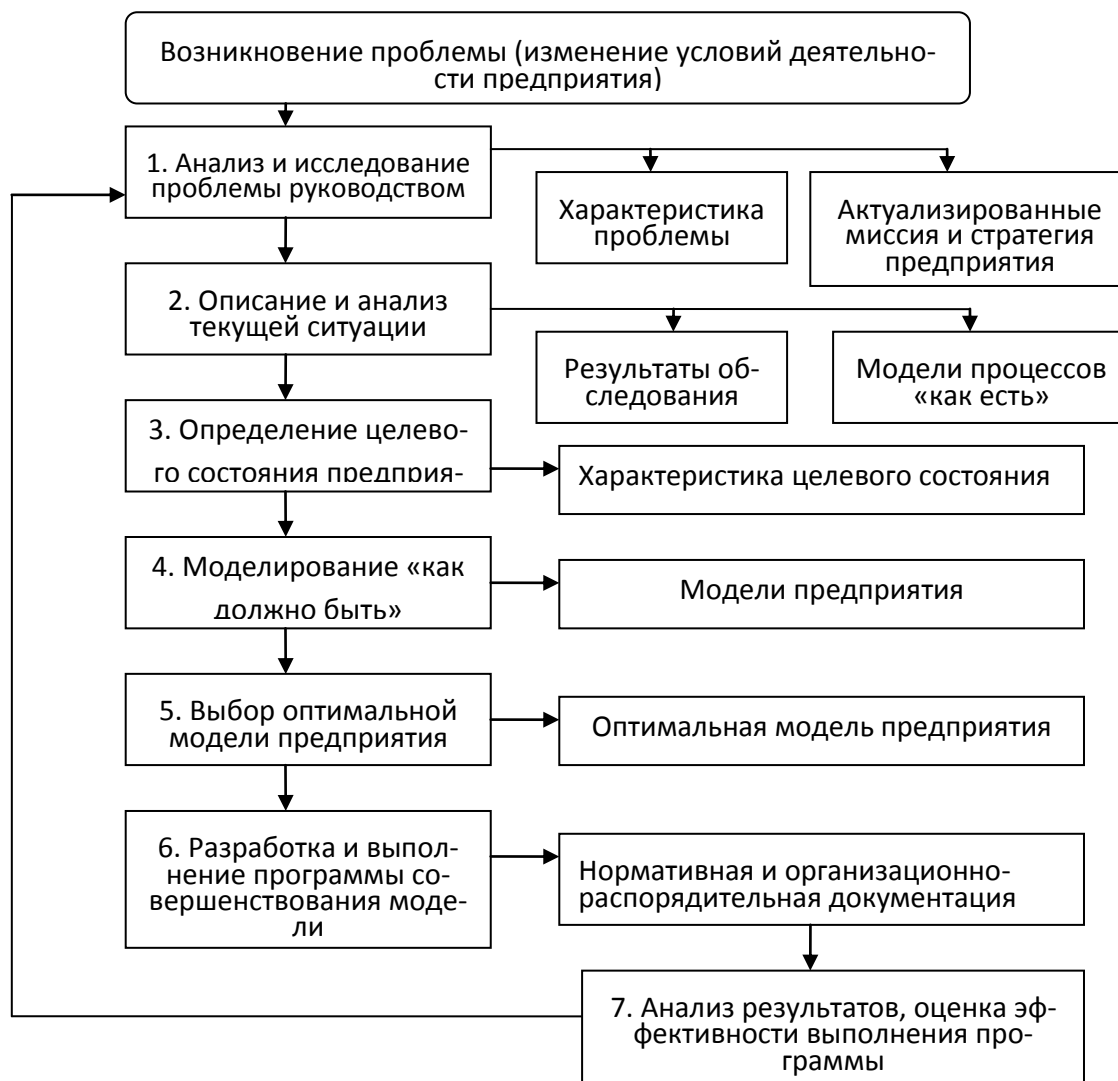 Возникновение проблемы (изменение условий деятельно-
сти предприятия)
1. Анализ и исследование
проблемы руководством
Характеристика
проблемы
Актуализированные
миссия и стратегия
предприятия
2. Описание и анализ
текущей ситуации
Результаты об-
следования
Модели процессов
«как есть»
3. Определение целево-
го состояния предприя-
Характеристика целевого состояния
4. Моделирование «как
должно быть»
Модели предприятия
5. Выбор оптимальной
модели предприятия
Оптимальная модель предприятия
6. Разработка и выпол-
нение программы со-
вершенствования моде-
ли
Нормативная и организационно-
распорядительная документация
7. Анализ результатов, оценка эф-
фективности выполнения про-
граммы